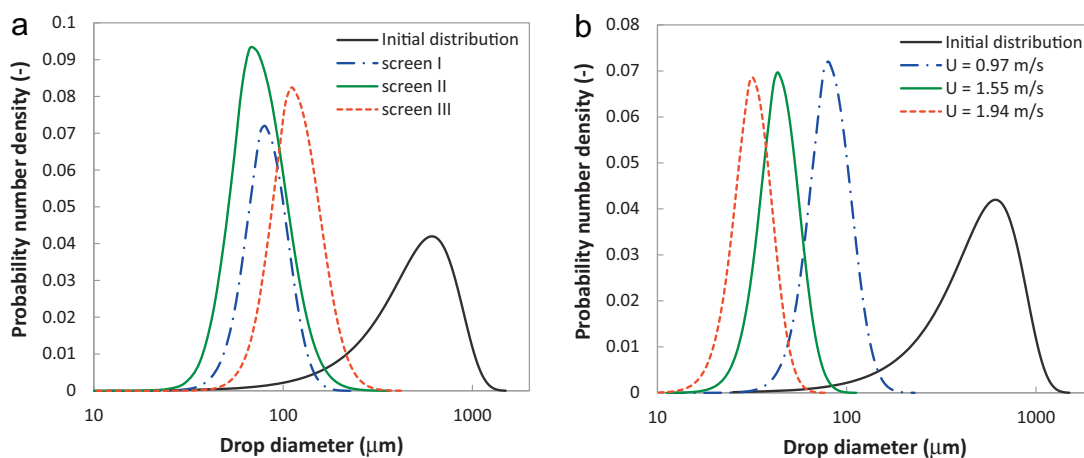 a
Probability number density (-)
0.1
0.09
0.08
0.07
0.06
0.05
0.04
0.03
0.02
0.01
0
10
100
1000
Drop diameter (μm)
Initial distribution
screen I
screen II
screen III
b
Probability number density (-)
0.08
0.07
0.06
0.05
0.04
0.03
0.02
0.01
0
10
100
1000
Drop diameter (μm)
Initial distribution
U = 0.97 m/s
U = 1.55 m/s
U = 1.94 m/s